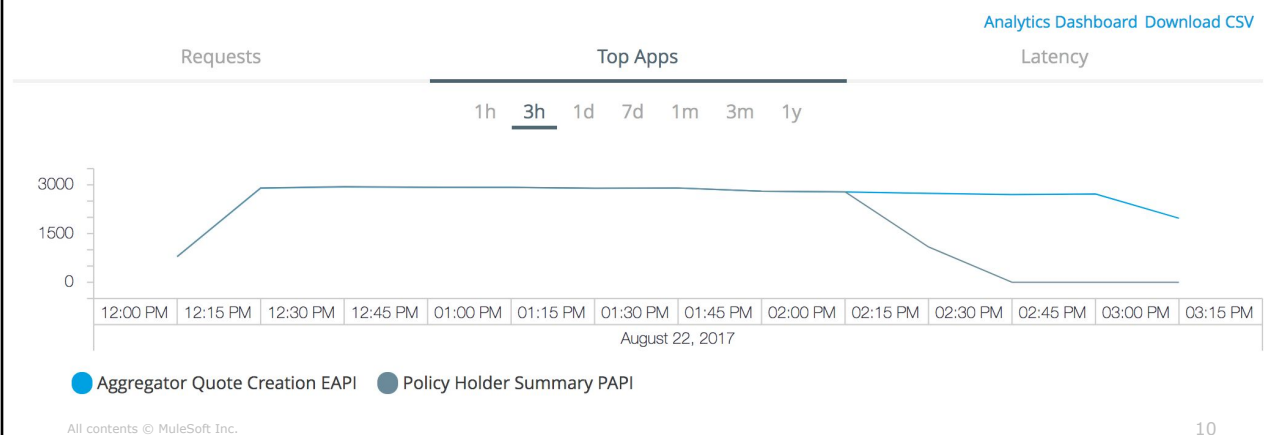 Analytics Dashboard Download CSV
Requests Top Apps Latency
1h 3h 1d 7d 1m 3m 1y
3000
1500
0
12:00 PM 12:15 PM 12:30 PM 12:45 PM 01:00 PM 01:15 PM 01:30 PM 01:45 PM 02:00 PM 02:15 PM 02:30 PM 02:45 PM 03:00 PM 03:15 PM
August 22, 2017
Aggregator Quote Creation EAPI Policy Holder Summary PAPI
All contents © MuleSoft Inc. 10